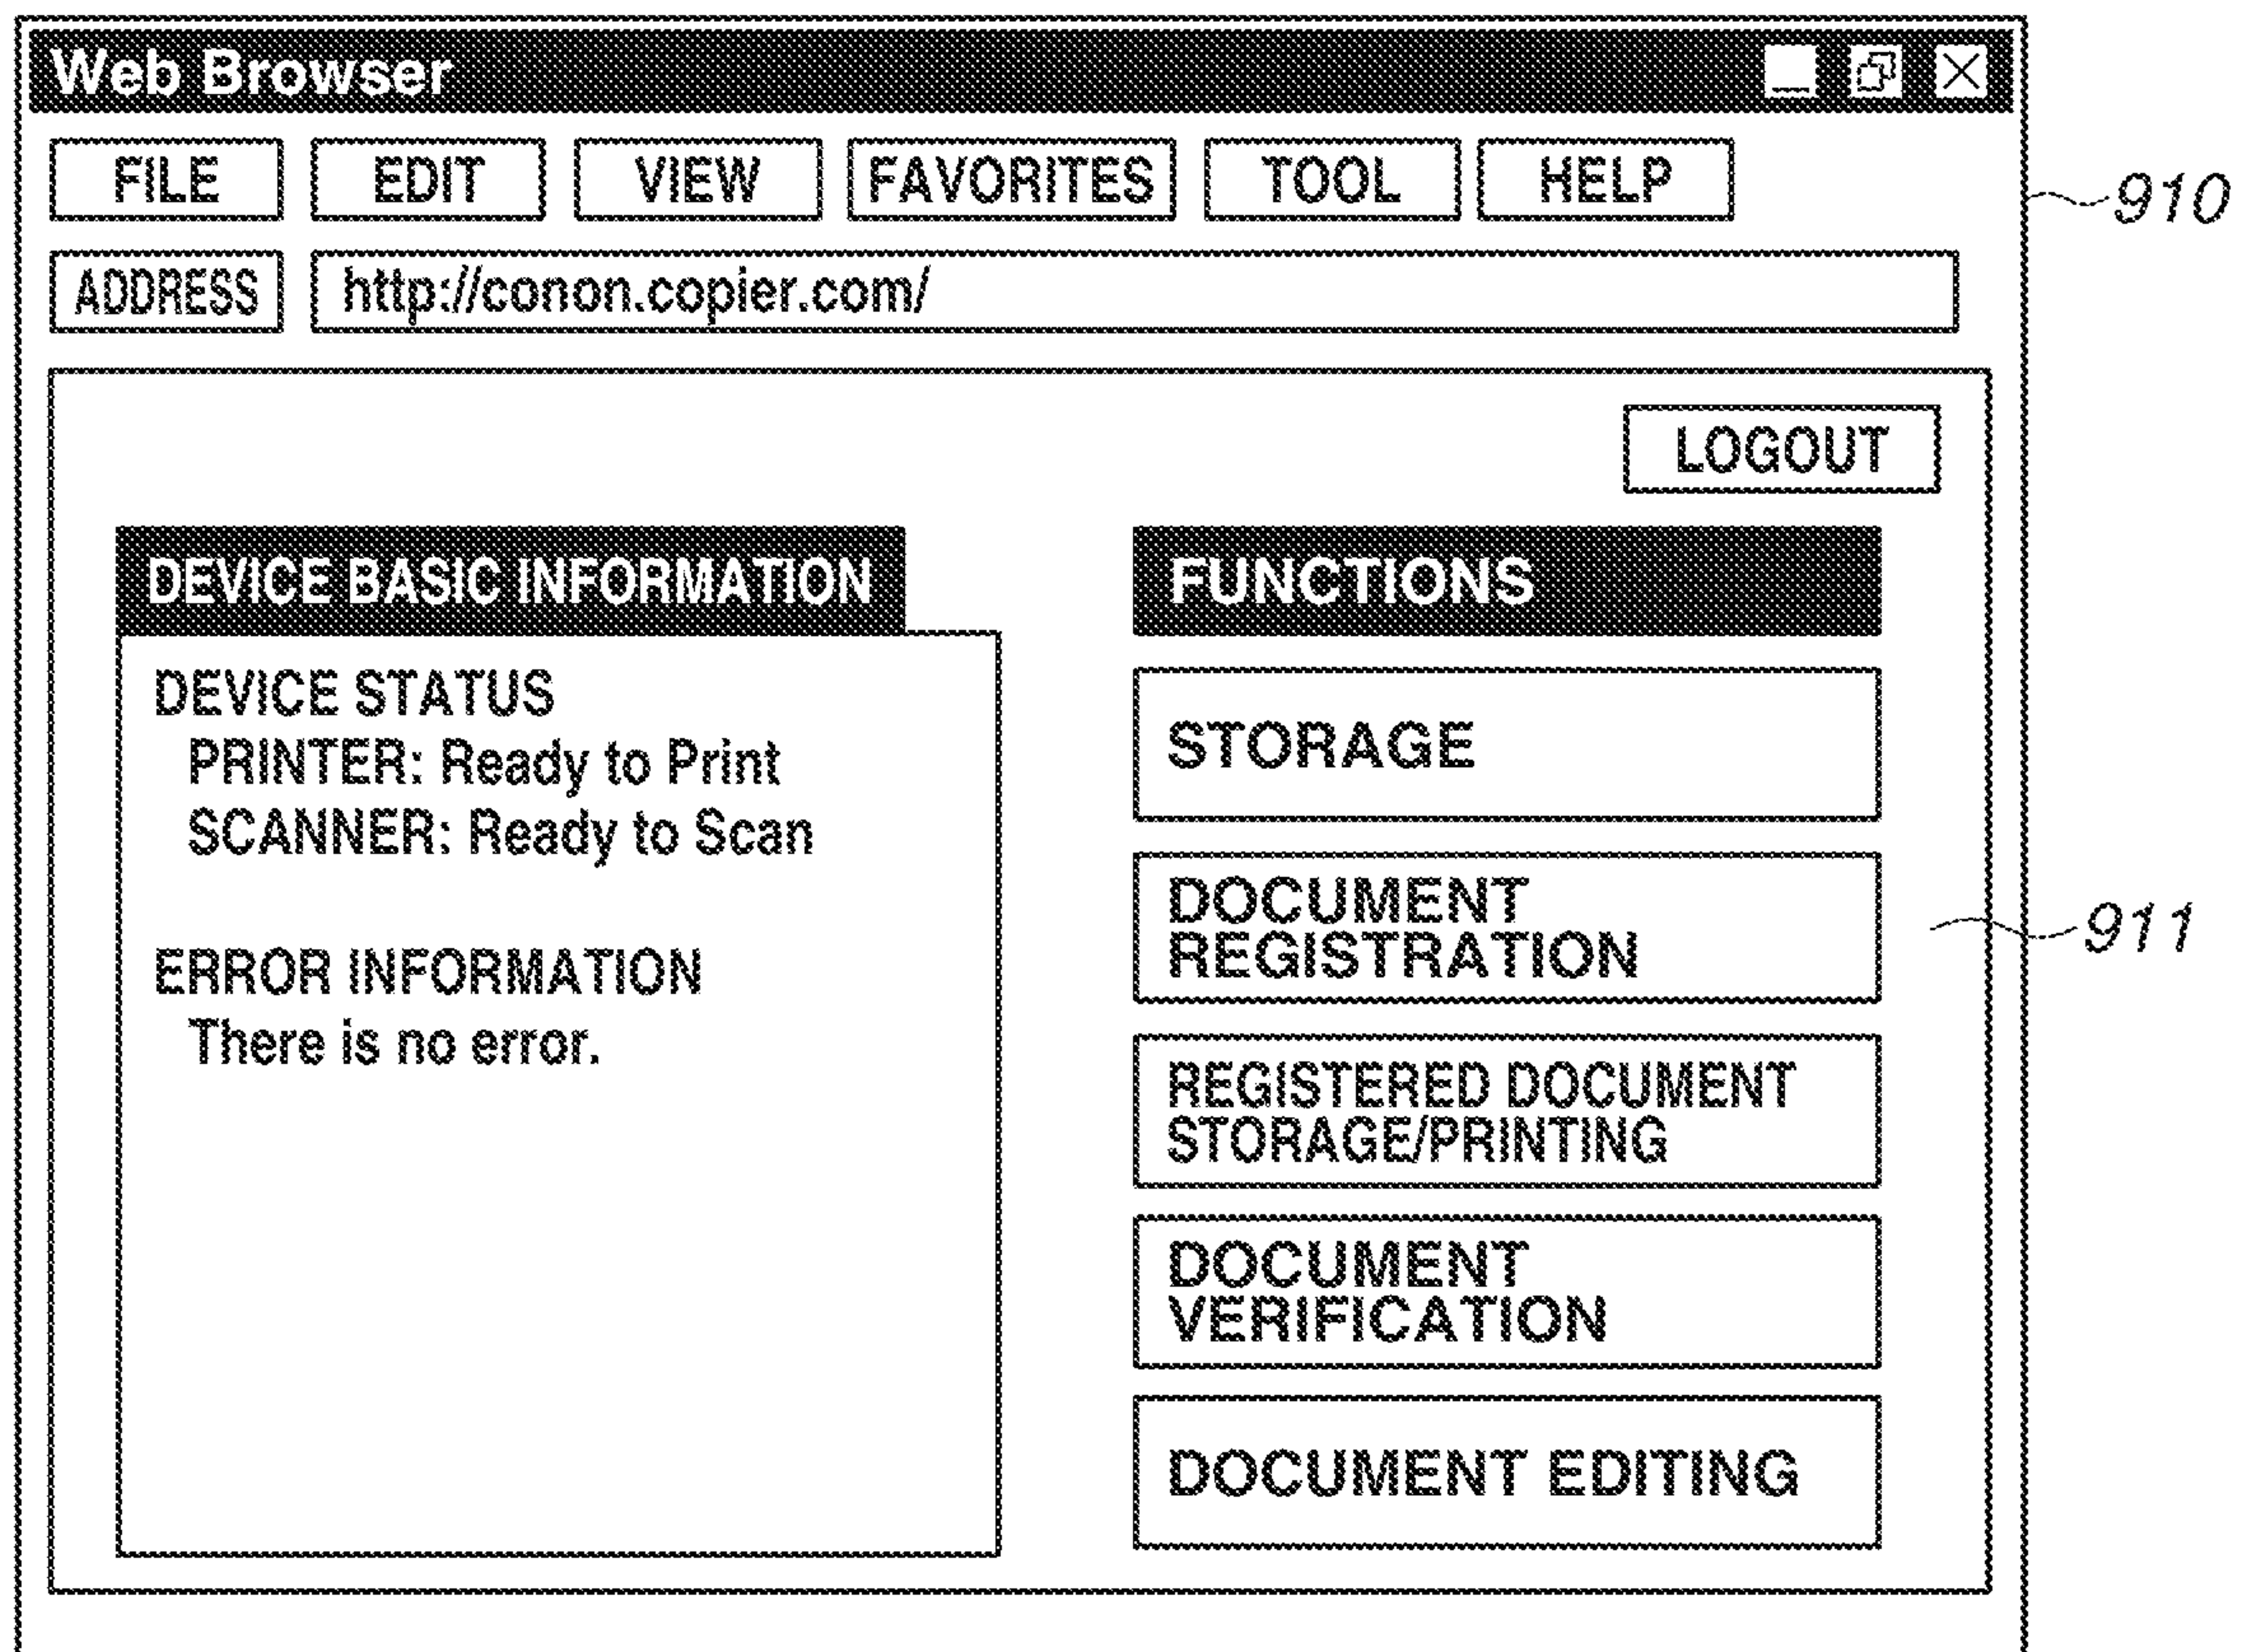 Web Browser
FILE EDIT VIEW FAVORITES TOOL HELP
910
ADDRESS http://conon.copier.com/
LOGOUT
DEVICE BASIC INFORMATION
DEVICE STATUS
PRINTER: Ready to Print
SCANNER: Ready to Scan
ERROR INFORMATION
There is no error.
FUNCTIONS
STORAGE
DOCUMENT
REGISTRATION
911
REGISTERED DOCUMENT
STORAGE/PRINTING
DOCUMENT
VERIFICATION
DOCUMENT EDITING